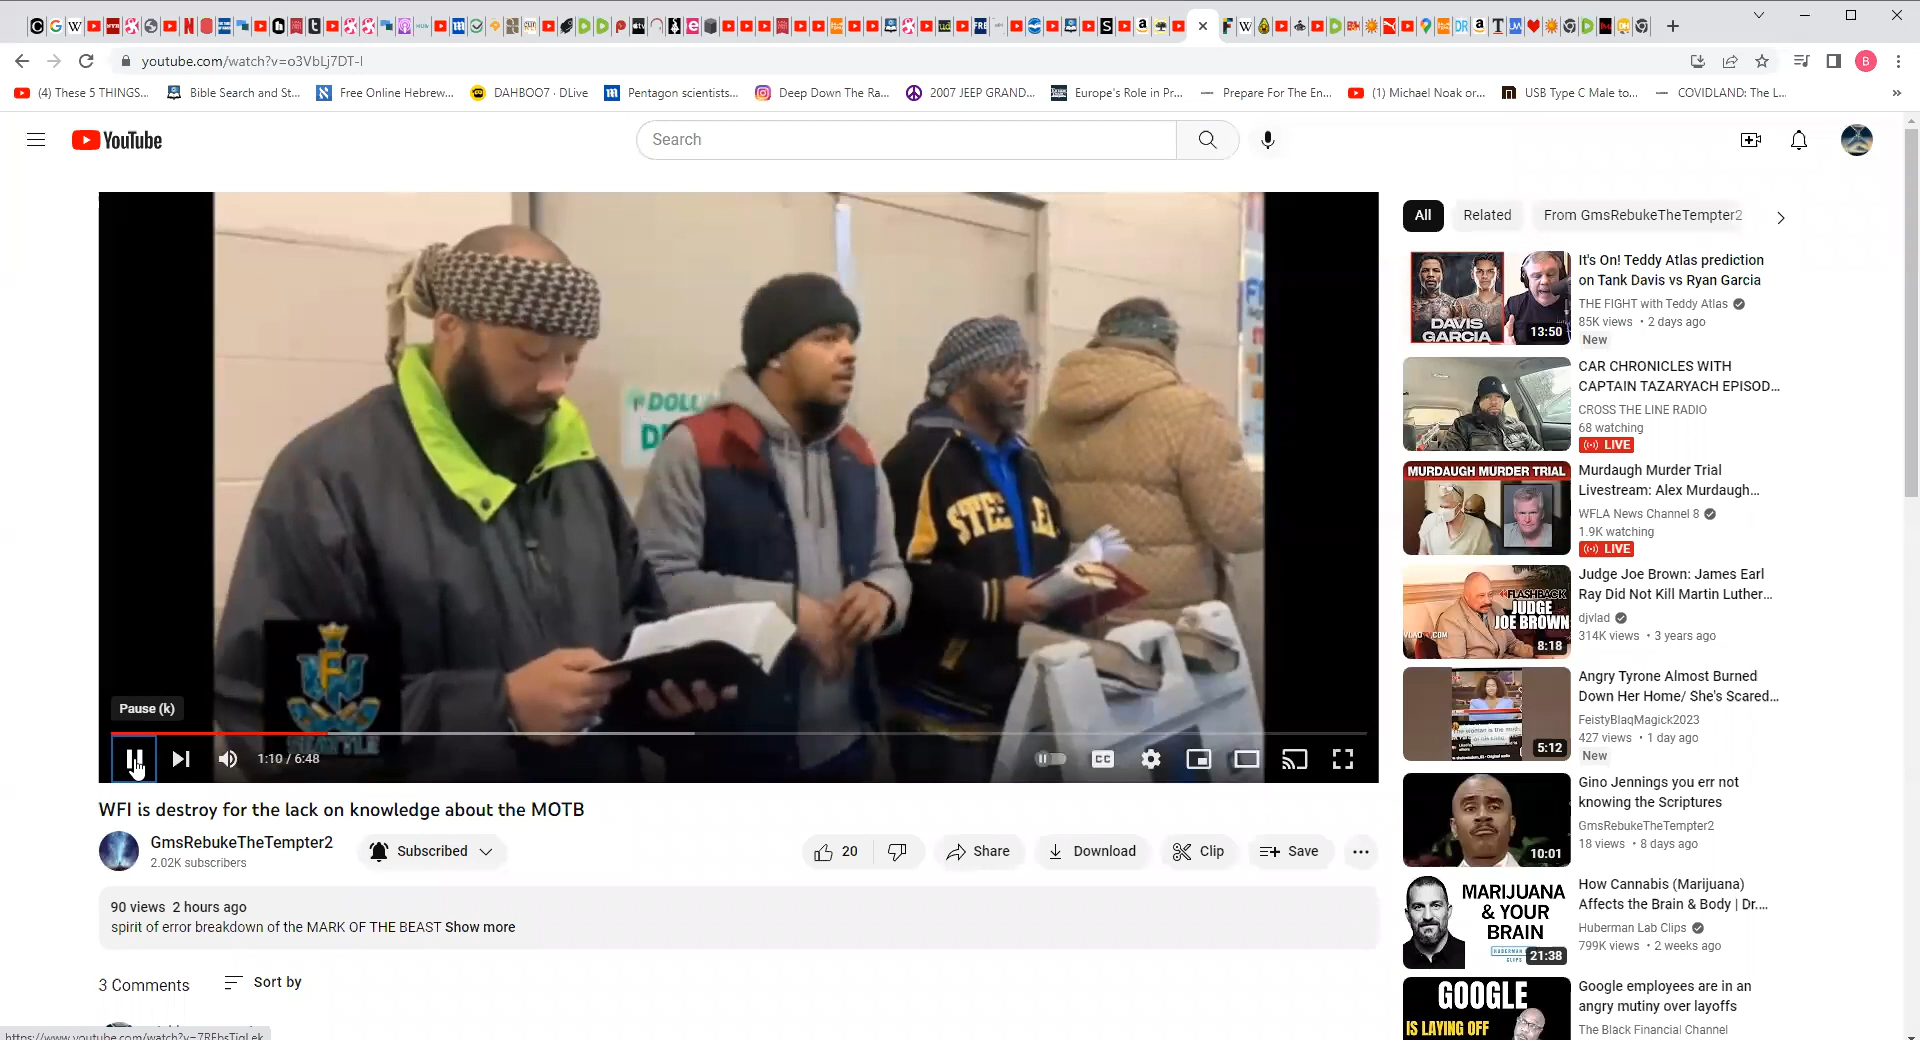 youtube.com/watch?v=o3VbLj7DT-I
B
(4) These 5 THINGS...
Bible Search and St...
Free Online Hebrew...
DAHBOO7 · DLive
Pentagon scientists...
Deep Down The Ra...
2007 JEEP GRAND...
Europe's Role in Pr...
Prepare For The En...
(1) Michael Noak or...
USB Type C Male to...
COVIDLAND: The L...
YouTube
Search
All
Related
From GmsRebukeTheTempter2
Pause (k)
1:10 / 6:48
CC
WFI is destroy for the lack on knowledge about the MOTB
GmsRebukeTheTempter2
2.02K subscribers
Subscribed
20
Share
Download
Clip
Save
90 views 2 hours ago
spirit of error breakdown of the MARK OF THE BEAST Show more
3 Comments
Sort by
DAVIS
GARCIA
13:50
It's On! Teddy Atlas prediction
on Tank Davis vs Ryan Garcia
THE FIGHT with Teddy Atlas
85K views • 2 days ago
New
CAR CHRONICLES WITH
CAPTAIN TAZARYACH EPISOD...
CROSS THE LINE RADIO
68 watching
LIVE
MURDAUGH MURDER TRIAL
Murdaugh Murder Trial
Livestream: Alex Murdaugh...
WFLA News Channel 8
1.9K watching
LIVE
FLASHBACK
JUDGE
JOE BROWN
8:18
Judge Joe Brown: James Earl
Ray Did Not Kill Martin Luther...
djvlad
314K views • 3 years ago
5:12
Angry Tyrone Almost Burned
Down Her Home/ She's Scared...
FeistyBlaqMagick2023
427 views • 1 day ago
New
10:01
Gino Jennings you err not
knowing the Scriptures
GmsRebukeTheTempter2
18 views • 8 days ago
MARIJUANA
& YOUR
BRAIN
HUBERMAN
CLIPS
21:38
How Cannabis (Marijuana)
Affects the Brain & Body | Dr....
Huberman Lab Clips
799K views • 2 weeks ago
GOOGLE
IS LAYING OFF
Google employees are in an
angry mutiny over layoffs
The Black Financial Channel